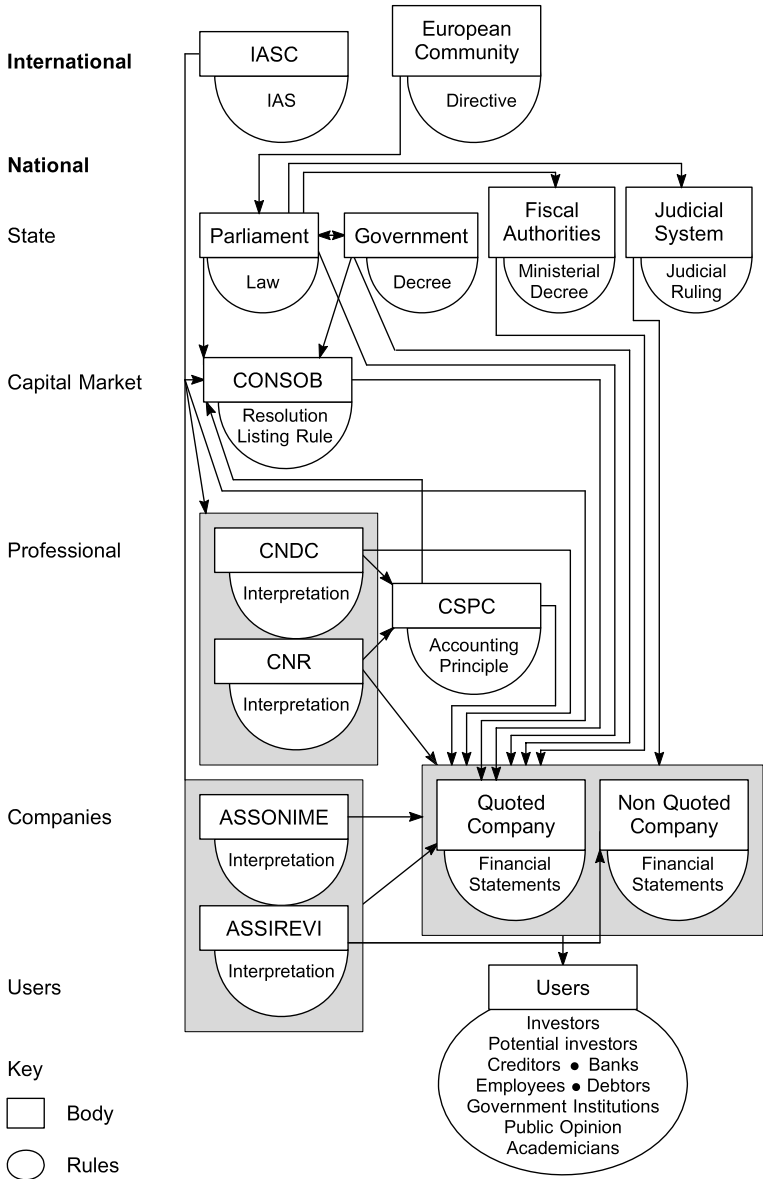 International
IASC
IAS
European
Community
Directive
National
State
Parliament
Law
Government
Decree
Fiscal
Authorities
Ministerial
Decree
Judicial
System
Judicial
Ruling
Capital Market
CONSOB
Resolution
Listing Rule
Professional
CNDC
Interpretation
CSPC
Accounting
Principle
CNR
Interpretation
Companies
ASSONIME
Interpretation
Quoted
Company
Financial
Statements
Non Quoted
Company
Financial
Statements
ASSIREVI
Interpretation
Users
Users
Investors
Potential investors
Creditors ● Banks
Employees ● Debtors
Government Institutions
Public Opinion
Academicians
Key
Body
Rules